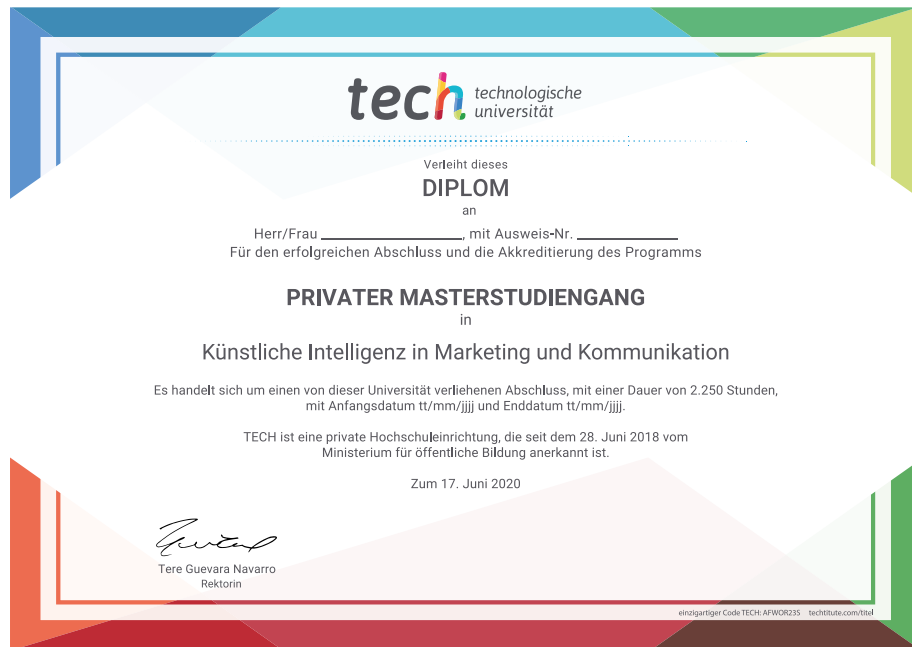 tech technologische
universität
Verleiht dieses
DIPLOM
an
Herr/Frau ____________________, mit Ausweis-Nr. ______________
Für den erfolgreichen Abschluss und die Akkreditierung des Programms
PRIVATER MASTERSTUDIENGANG
in
Künstliche Intelligenz in Marketing und Kommunikation
Es handelt sich um einen von dieser Universität verliehenen Abschluss, mit einer Dauer von 2.250 Stunden,
mit Anfangsdatum tt/mm/jjjj und Enddatum tt/mm/jjjj.
TECH ist eine private Hochschuleinrichtung, die seit dem 28. Juni 2018 vom
Ministerium für öffentliche Bildung anerkannt ist.
Zum 17. Juni 2020
Tere Guevara Navarro
Rektorin
einzigartiger Code TECH: AFWOR235 techtitute.com/titel